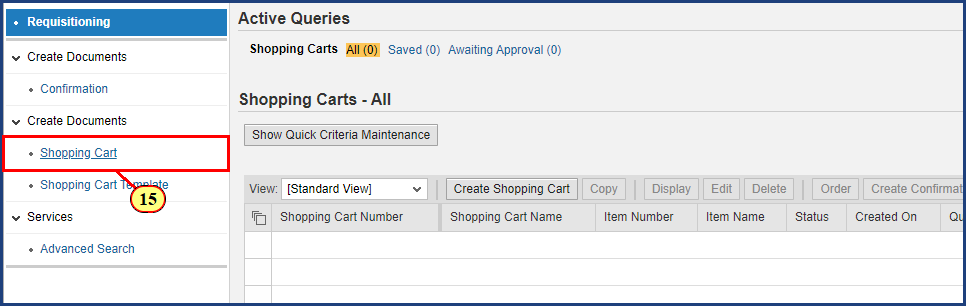 Requisitioning
Create Documents
Confirmation
Create Documents
Shopping Cart
Shopping Cart Template
15
Services
Advanced Search
Active Queries
Shopping Carts All (0) Saved (0) Awaiting Approval (0)
Shopping Carts - All
Show Quick Criteria Maintenance
View: [Standard View] Create Shopping Cart Copy Display Edit Delete Order Create Confirma
Shopping Cart Number Shopping Cart Name Item Number Item Name Status Created On Qu